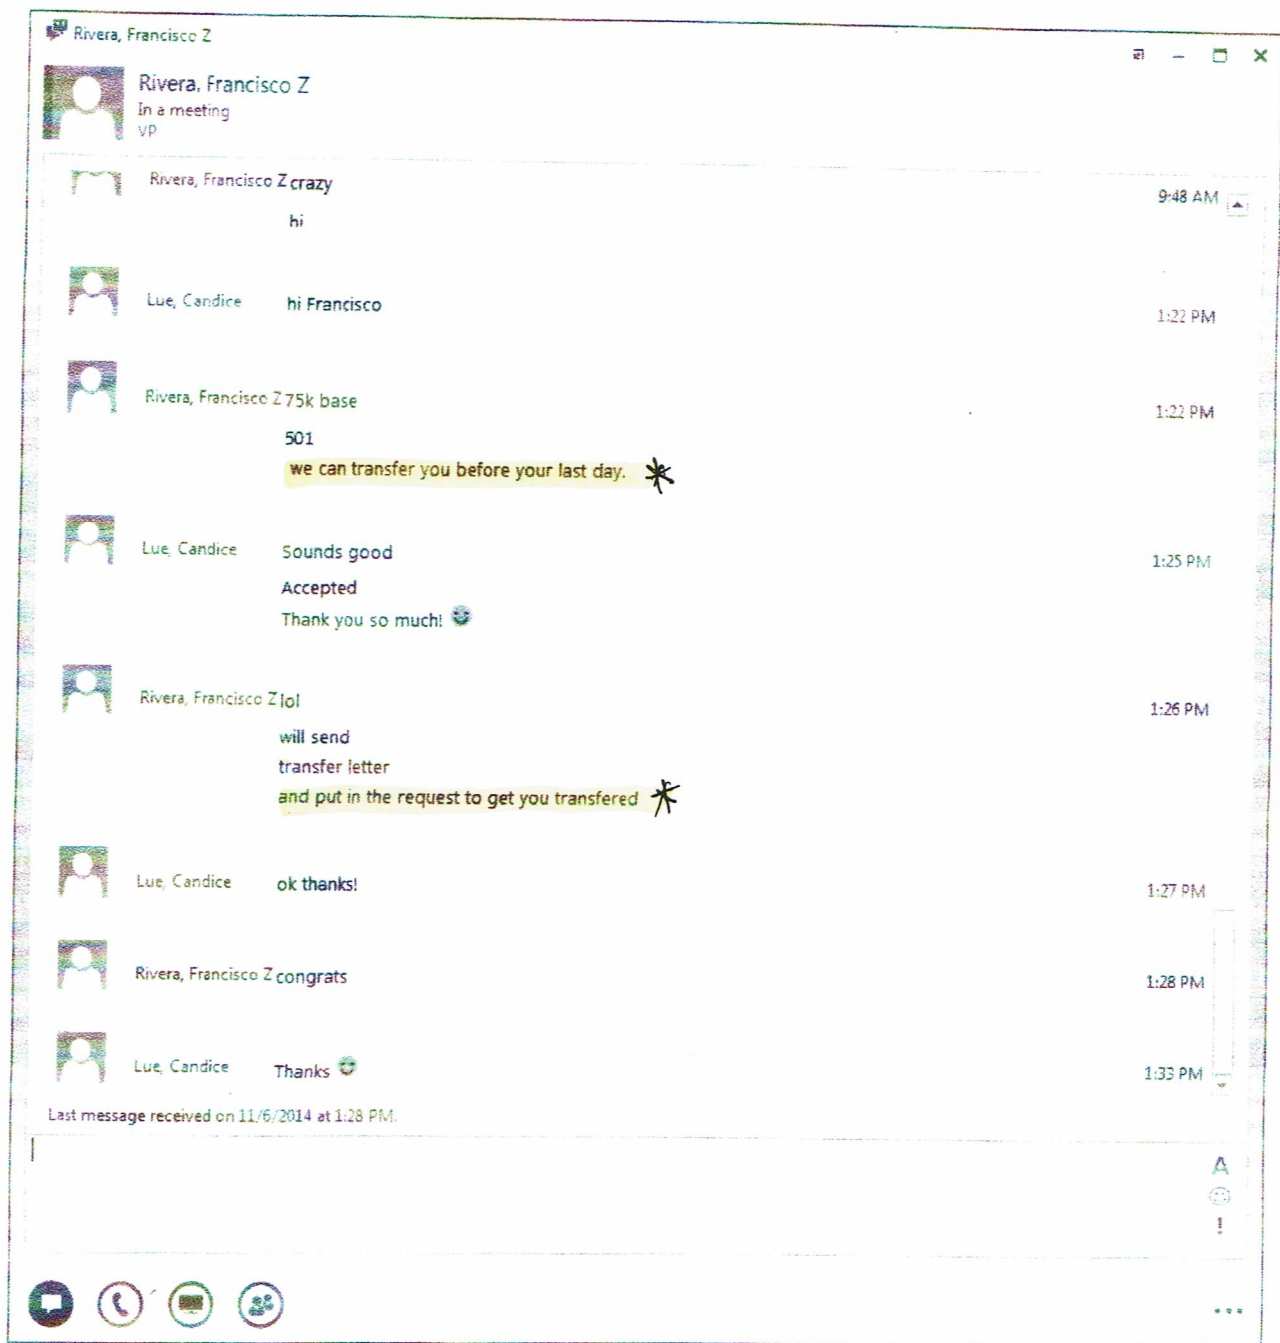 Rivera, Francisco Z
Rivera, Francisco Z
In a meeting
VP
Rivera, Francisco Z crazy 9:48 AM
hi
Lue, Candice hi Francisco 1:22 PM
Rivera, Francisco Z 75k base 1:22 PM
501
we can transfer you before your last day.
Lue, Candice Sounds good 1:25 PM
Accepted
Thank you so much!
Rivera, Francisco Z lol 1:26 PM
will send
transfer letter
and put in the request to get you transfered
Lue, Candice ok thanks! 1:27 PM
Rivera, Francisco Z congrats 1:28 PM
Lue, Candice Thanks 1:33 PM
Last message received on 11/6/2014 at 1:28 PM.
A
!